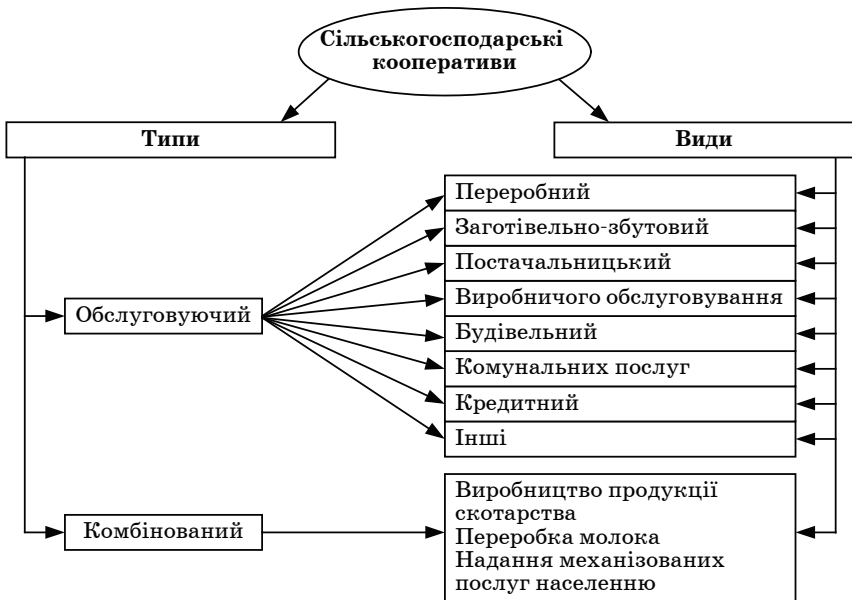 Сільськогосподарські
кооперативи
Типи
Види
Переробний
Заготівельно-збутовий
Постачальницький
Виробничого обслуговування
Обслуговуючий
Будівельний
Комунальних послуг
Кредитний
Інші
Комбінований
Виробництво продукції
скотарства
Переробка молока
Надання механізованих
послуг населенню